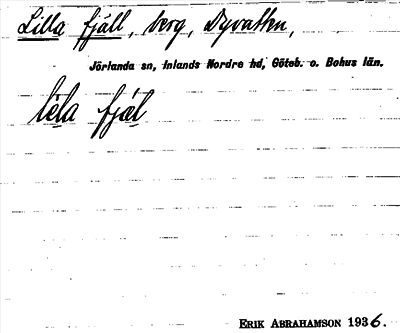 Lilla fjäll, berg, Dyvatten,
Jörlanda sn, Inlands Nordre hd, Göteb. o. Bohus län.
lela fjäl
ERIK ABRAHAMSON 1936.